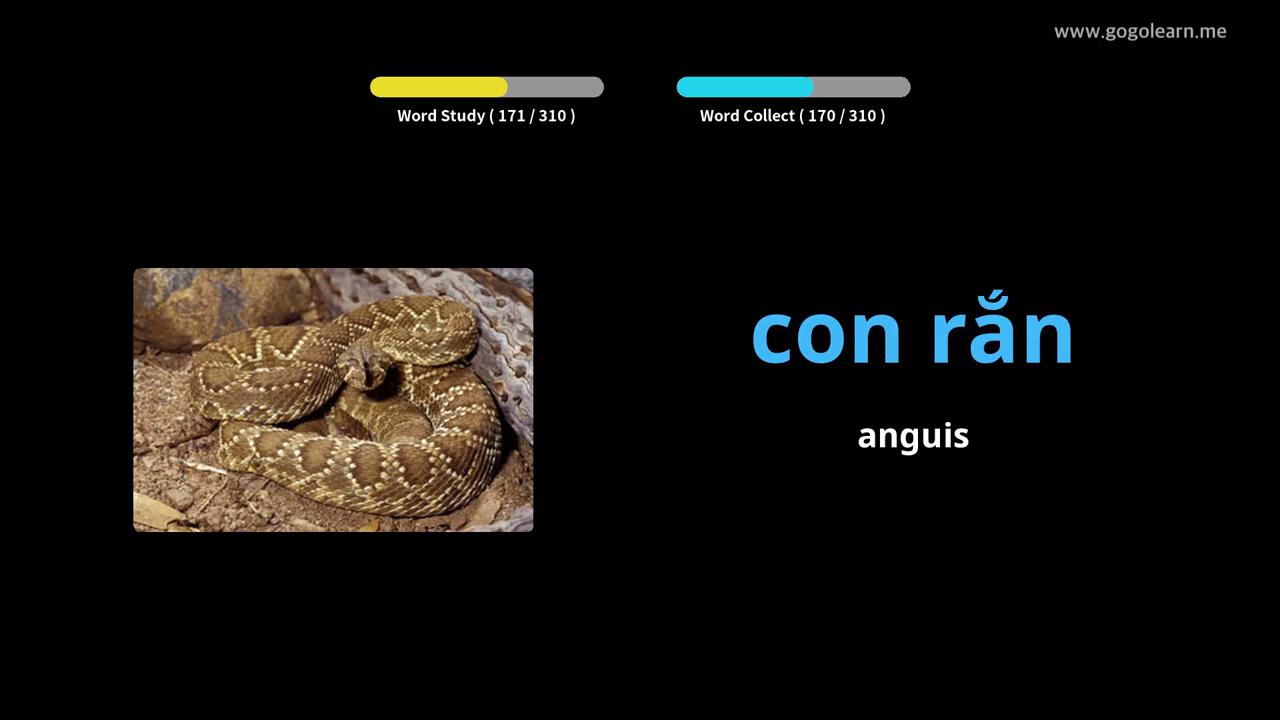 www.gogolearn.me
Word Study ( 171 / 310 )
Word Collect ( 170 / 310 )
con rắn
anguis